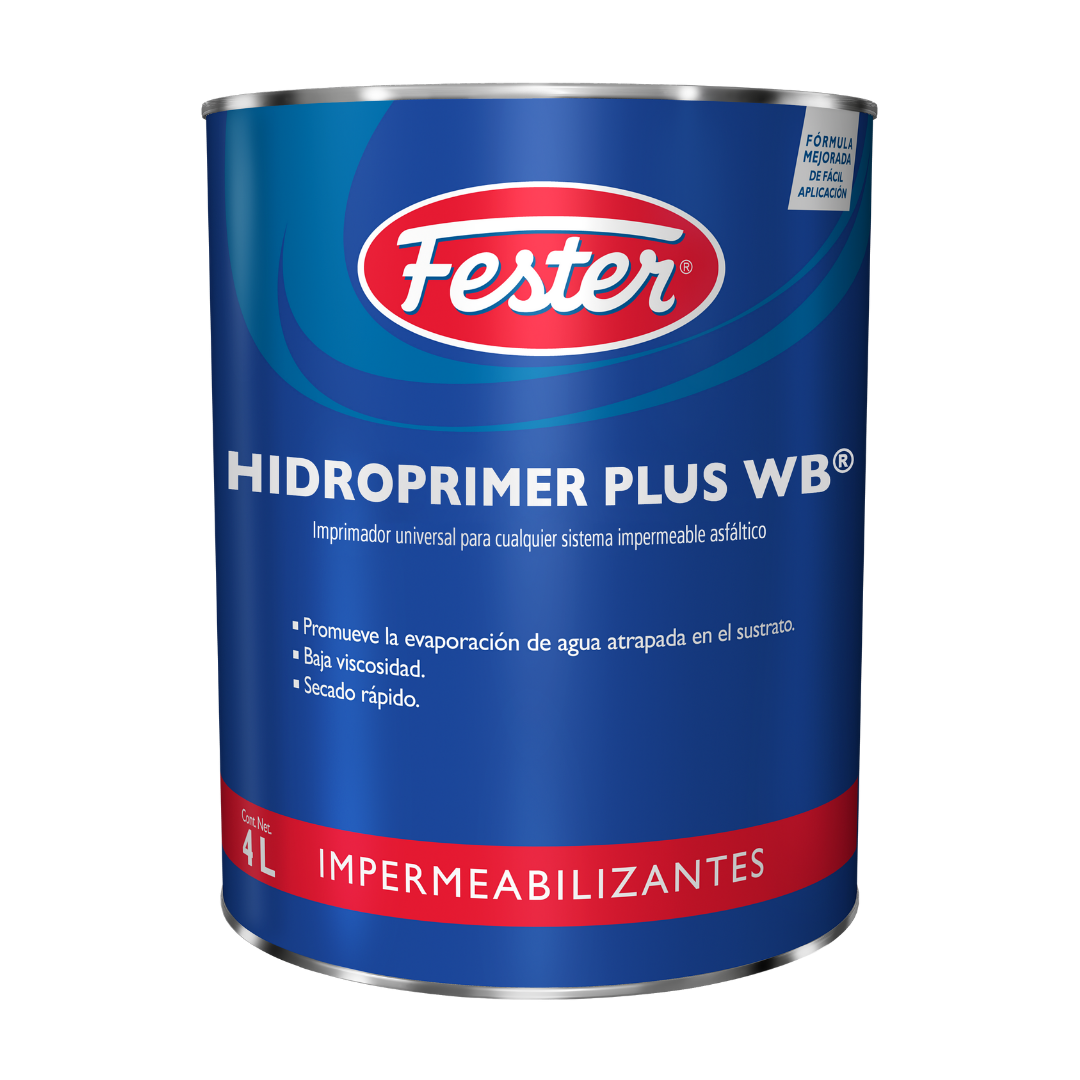 FÓRMULA
MEJORADA
DE FÁCIL
APLICACIÓN
Fester®
HIDROPRIMER PLUS WB®
Imprimador universal para cualquier sistema impermeable asfáltico
▪ Promueve la evaporación de agua atrapada en el sustrato.
▪ Baja viscosidad.
▪ Secado rápido.
Cont. Net.
4 L
IMPERMEABILIZANTES